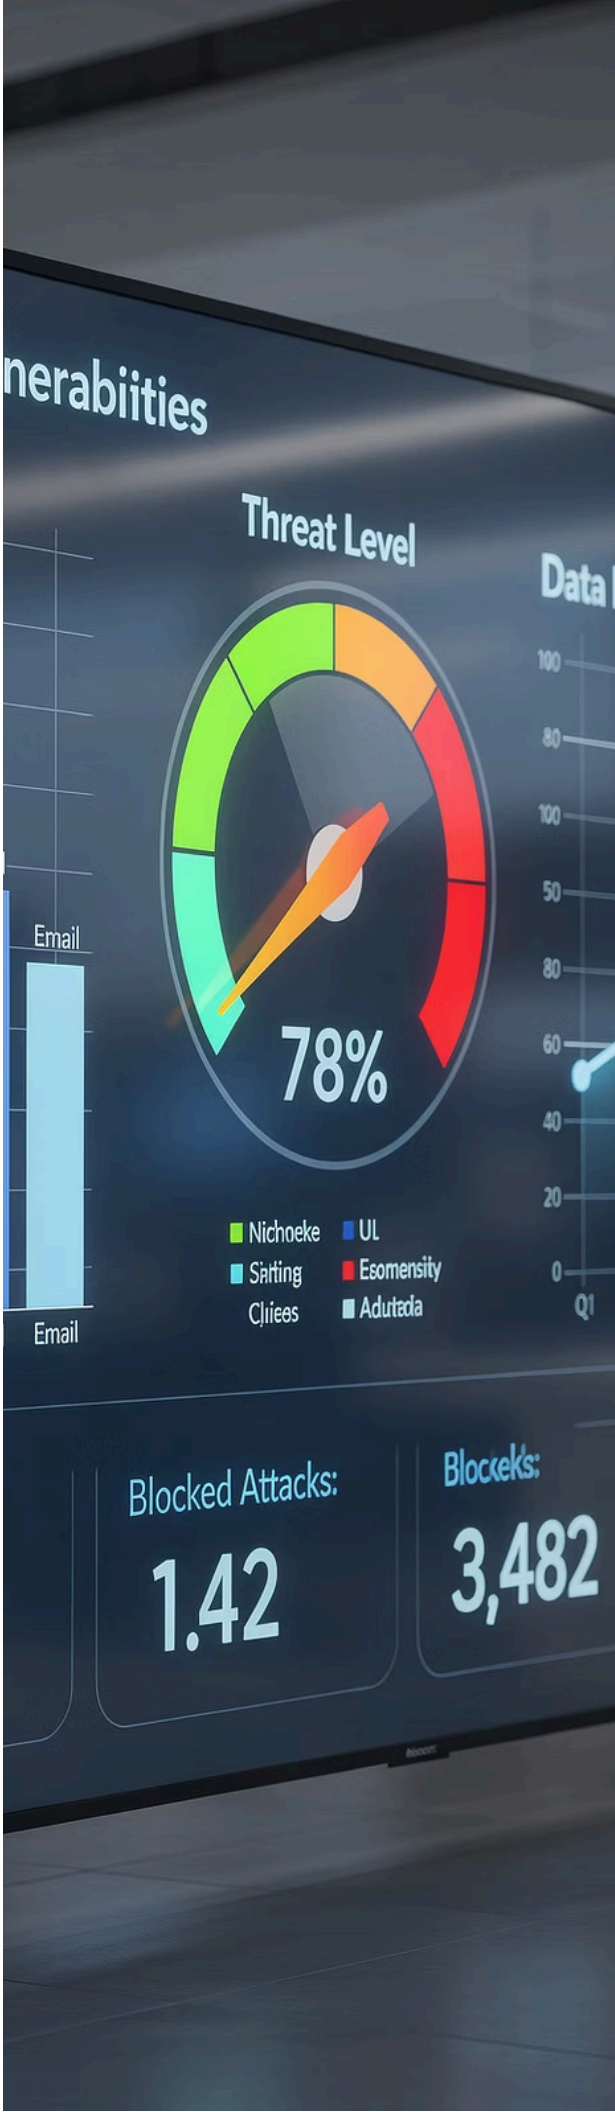 nerabiities
Threat Level
Data
100
80
100
50
80
60
40
20
0
Q1
Email
Email
78%
Nichoeke
UL
Sitting
Esomensity
Cliees
Adutada
Blocked Attacks:
1.42
Blockeks:
3,482